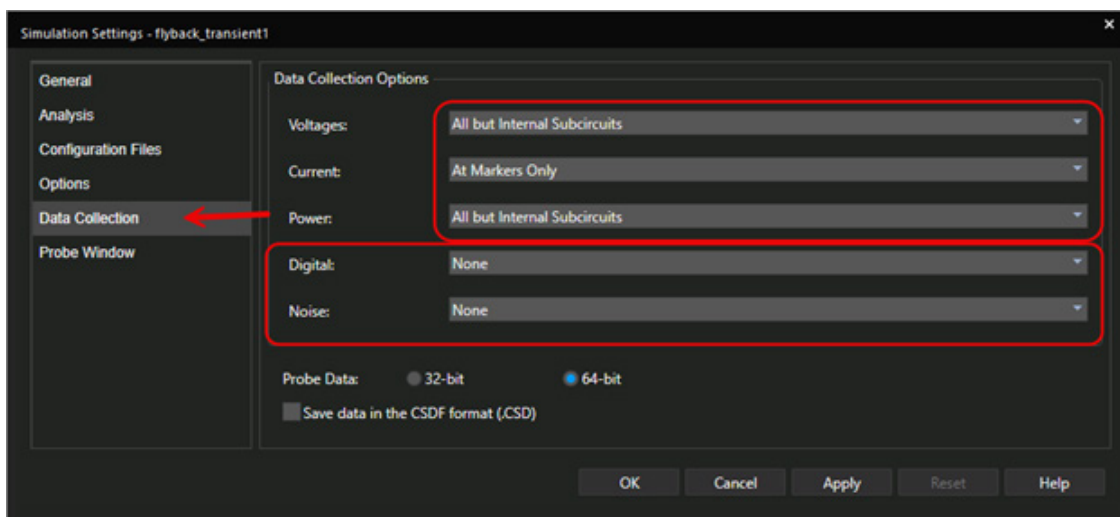 Simulation Settings - flyback_transient1
×
General
Analysis
Configuration Files
Options
Data Collection
Probe Window
Data Collection Options
Voltages: All but Internal Subcircuits
Current: At Markers Only
Power: All but Internal Subcircuits
Digital: None
Noise: None
Probe Data: 32-bit 64-bit
Save data in the CSDF format (.CSD)
OK Cancel Apply Reset Help